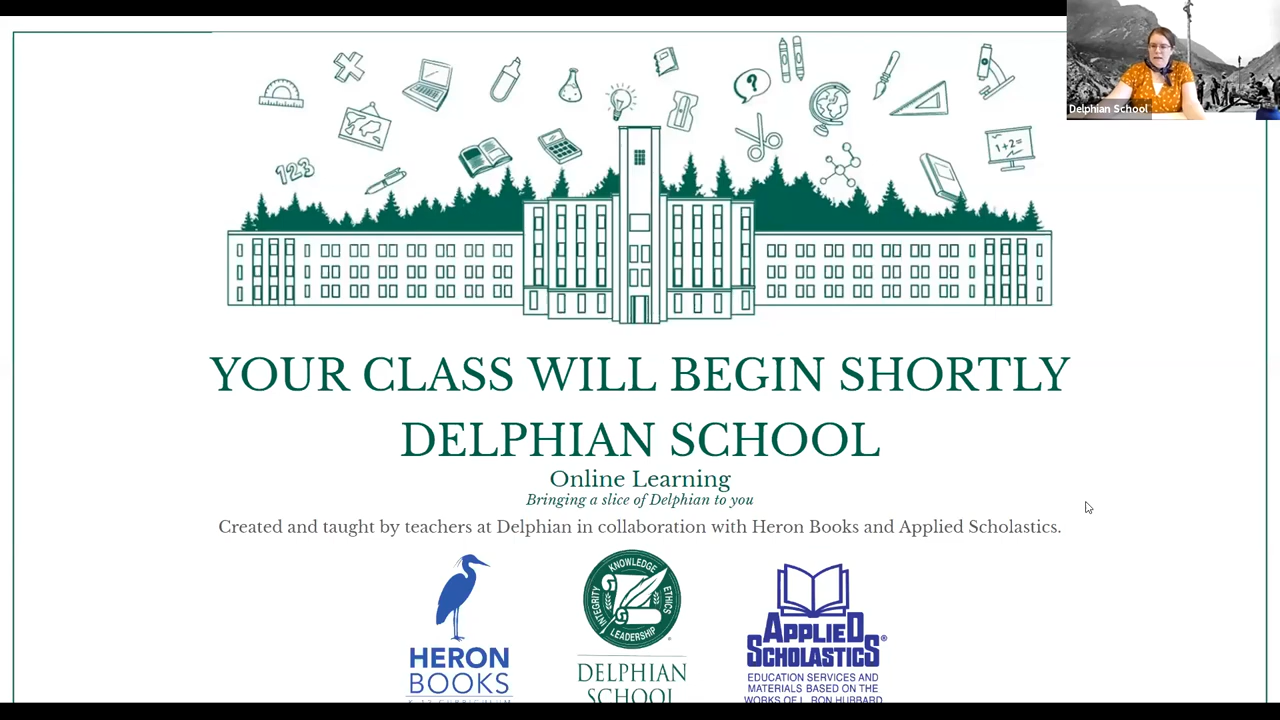 Delphian School
?
123
1+2=
YOUR CLASS WILL BEGIN SHORTLY
DELPHIAN SCHOOL
Online Learning
Bringing a slice of Delphian to you
Created and taught by teachers at Delphian in collaboration with Heron Books and Applied Scholastics.
HERON
BOOKS
KNOWLEDGE
INTEGRITY
ETHICS
LEADERSHIP
DELPHIAN
SCHOOL
APPLIED
SCHOLASTICS®
EDUCATION SERVICES AND
MATERIALS BASED ON THE
WORKS OF L. RON HUBBARD